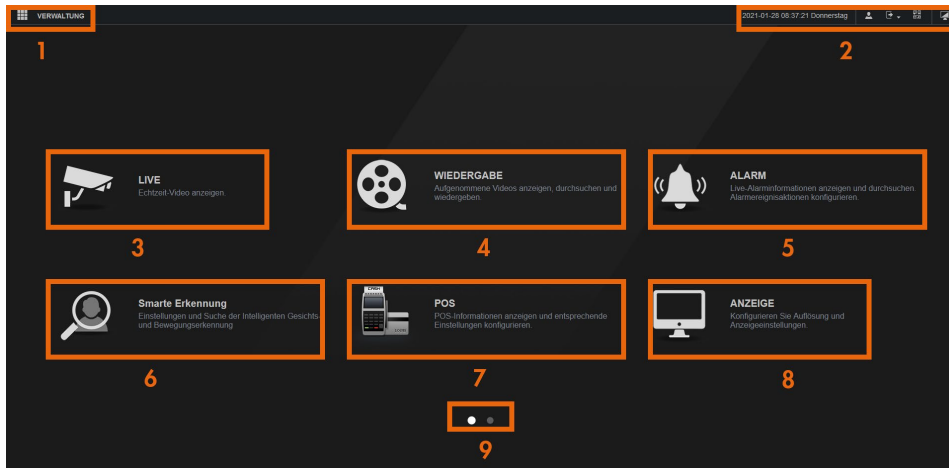 VERWALTUNG
2021-01-28 08:37:21 Donnerstag
1
2
LIVE
Echtzeit-Video anzeigen.
WIEDERGABE
Aufgenommene Videos anzeigen, durchsuchen und
wiedergeben.
ALARM
Live-Alarminformationen anzeigen und durchsuchen.
Alarmereignisaktionen konfigurieren.
3
4
5
Smarte Erkennung
Einstellungen und Suche der Intelligenten Gesichts-
und Bewegungserkennung
CASH
POS
POS-Informationen anzeigen und entsprechende
Einstellungen konfigurieren.
ANZEIGE
Konfigurieren Sie Auflösung und
Anzeigeeinstellungen.
6
7
8
9